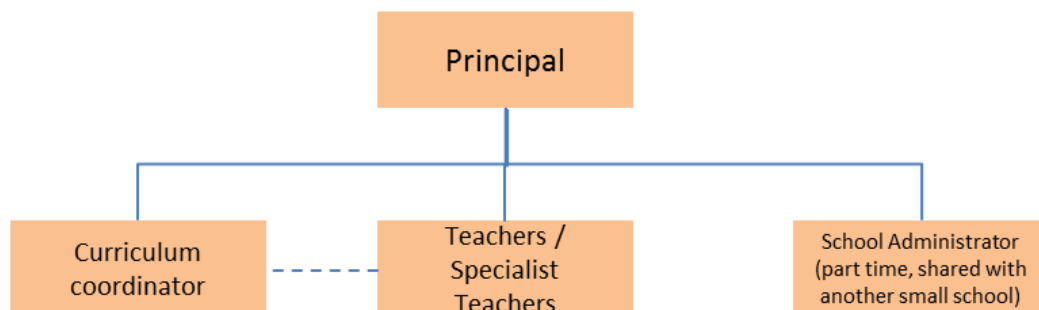 Principal
Curriculum
coordinator
Teachers /
Specialist
Teachers
School Administrator
(part time, shared with
another small school)